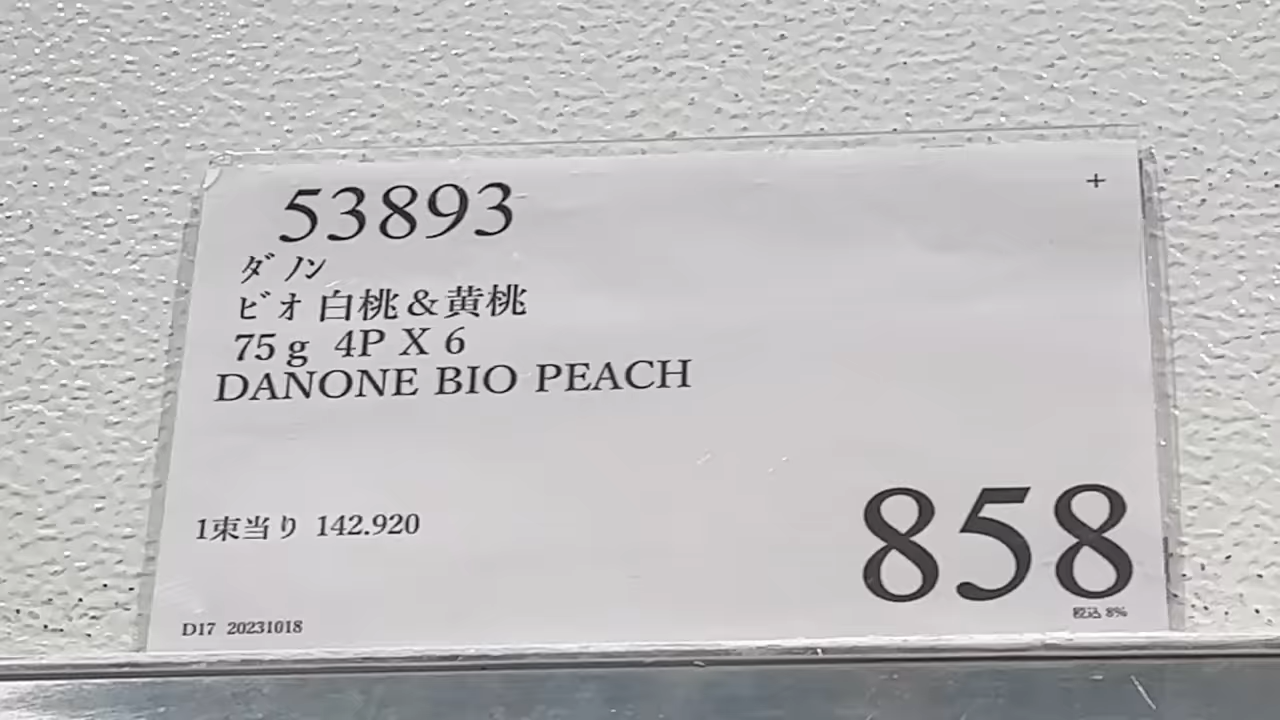 +
53893
ダノン
ビオ 白桃&黄桃
75g 4P X 6
DANONE BIO PEACH
1束当り 142.920
858
税込 8%
D17 20231018